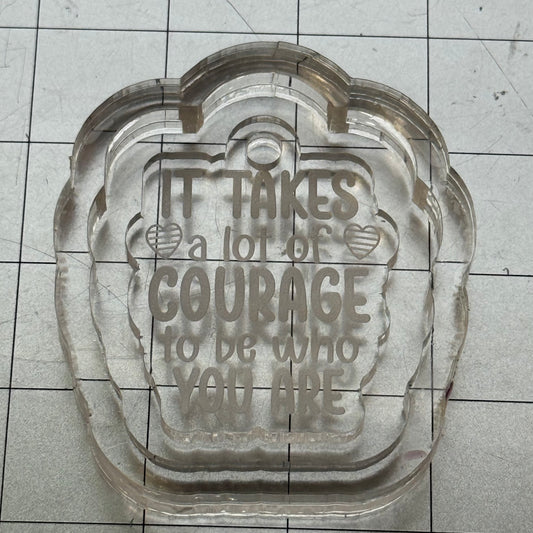 IT TAKES
a lot of
COURAGE
to be who
YOU ARE